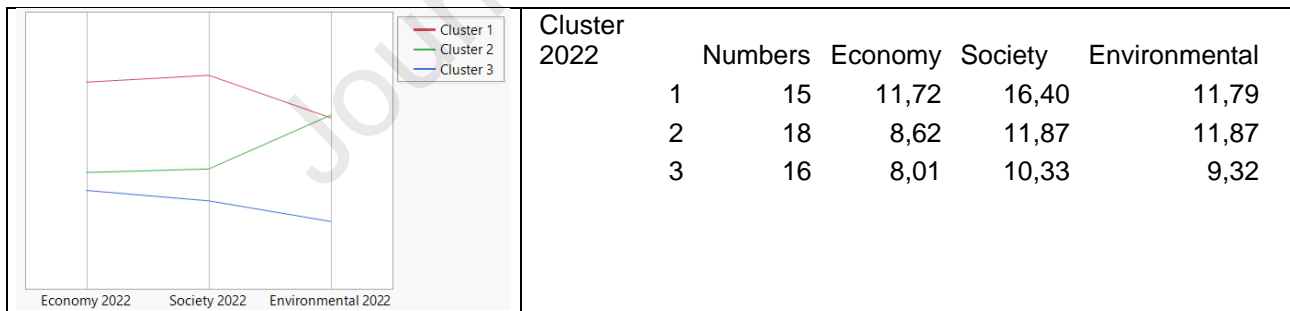 Cluster 1
Cluster 2
Cluster 3
Economy 2022 Society 2022 Environmental 2022
Cluster
2022 Numbers Economy Society Environmental
1 15 11,72 16,40 11,79
2 18 8,62 11,87 11,87
3 16 8,01 10,33 9,32
Journ